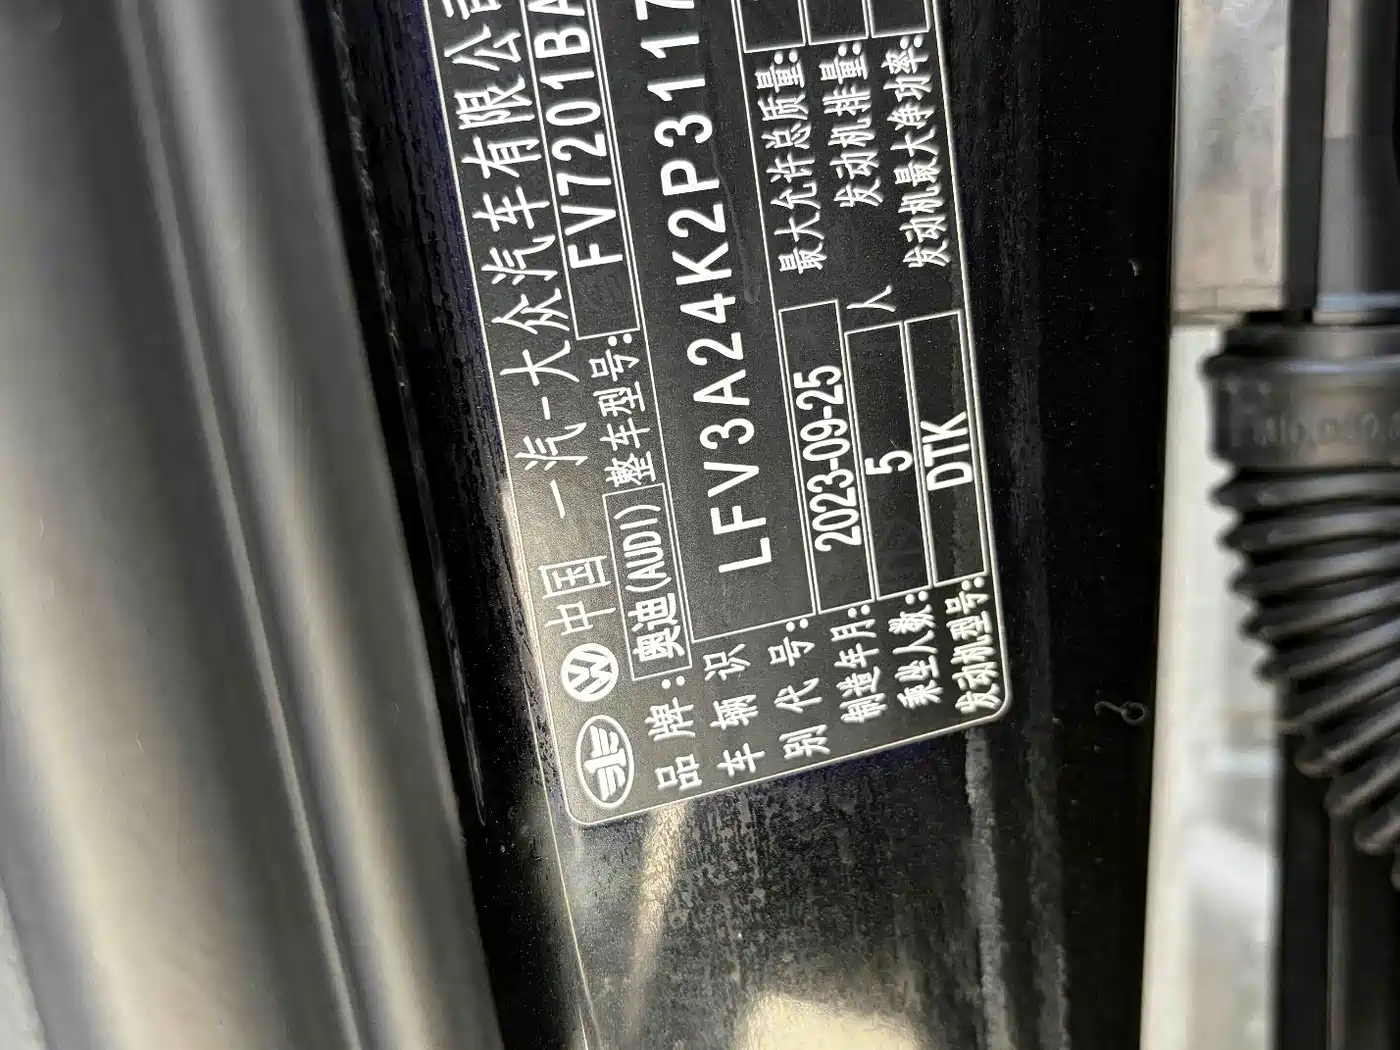 中国 一汽-大众汽车有限公司
品牌: 奥迪(AUDI) 整车型号: FV7201BA
车辆识别代号: LFV3A24K2P3117
制造年月: 2023-09-25 最大允许总质量:
乘坐人数: 5 人 发动机排量:
发动机型号: DTK 发动机最大净功率: